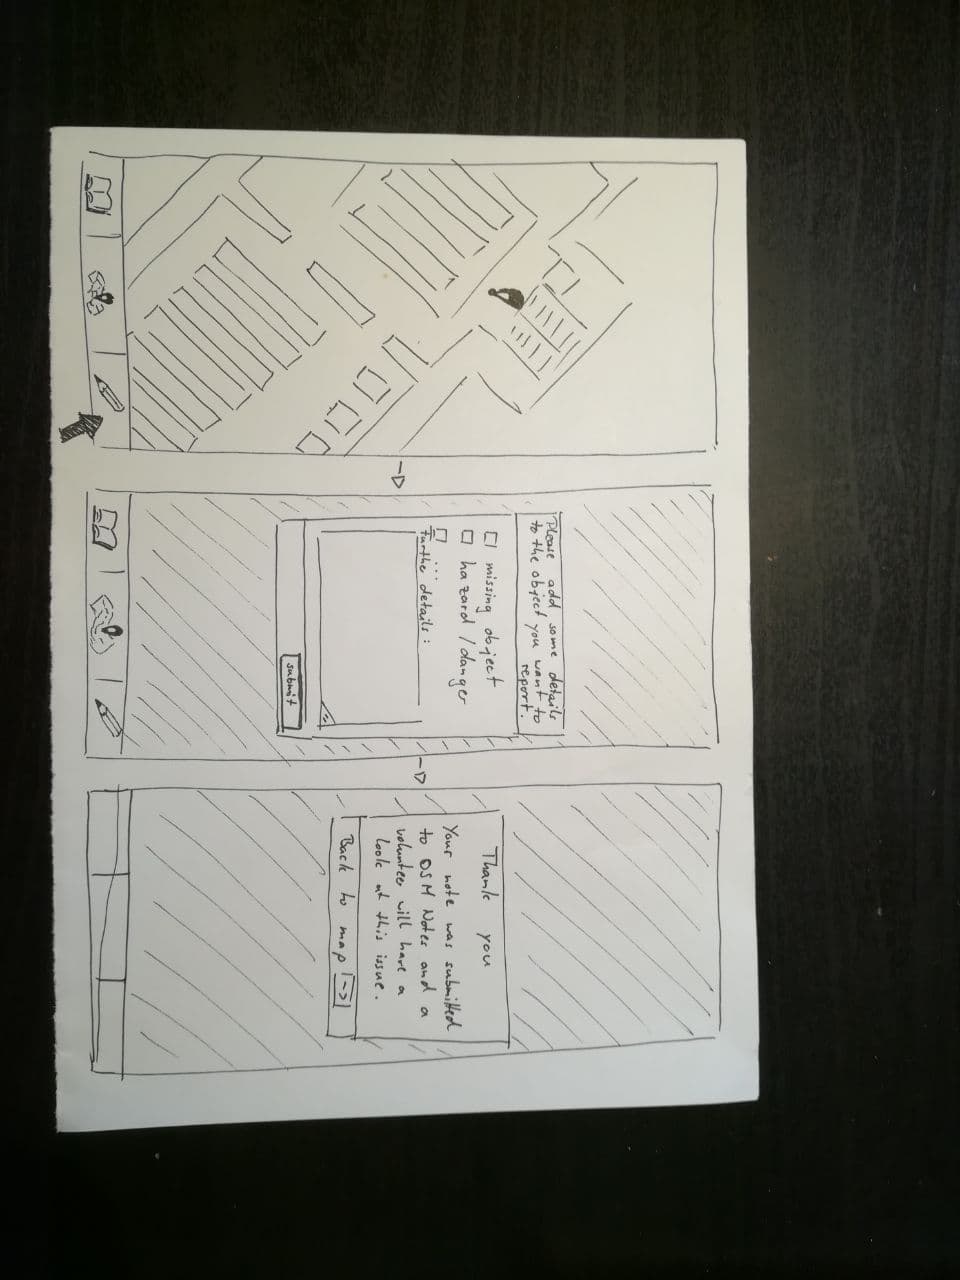 Please add some details
to the object you want to
report.
missing object
hazard / danger
...
furthe details:
submit
Thank you
Your note was submitted
to OSM Notes and a
volunteer will have a
look at this issue.
Back to map |->|